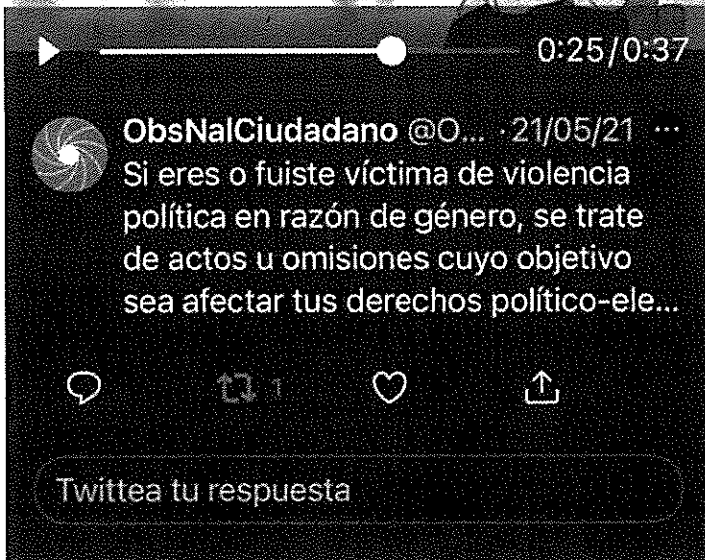 0:25/0:37
ObsNalCiudadano @O... ·21/05/21 ...
Si eres o fuiste víctima de violencia
política en razón de género, se trate
de actos u omisiones cuyo objetivo
sea afectar tus derechos político-ele...
1
Twittea tu respuesta